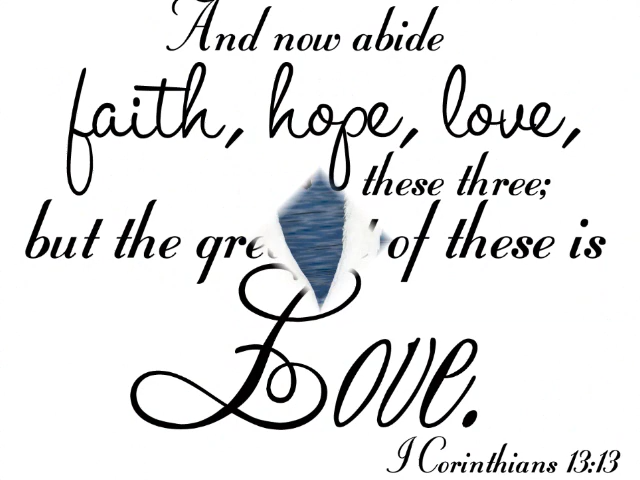 And now abide
faith, hope, love,
these three;
but the of these is
Love.
I Corinthians 13:13